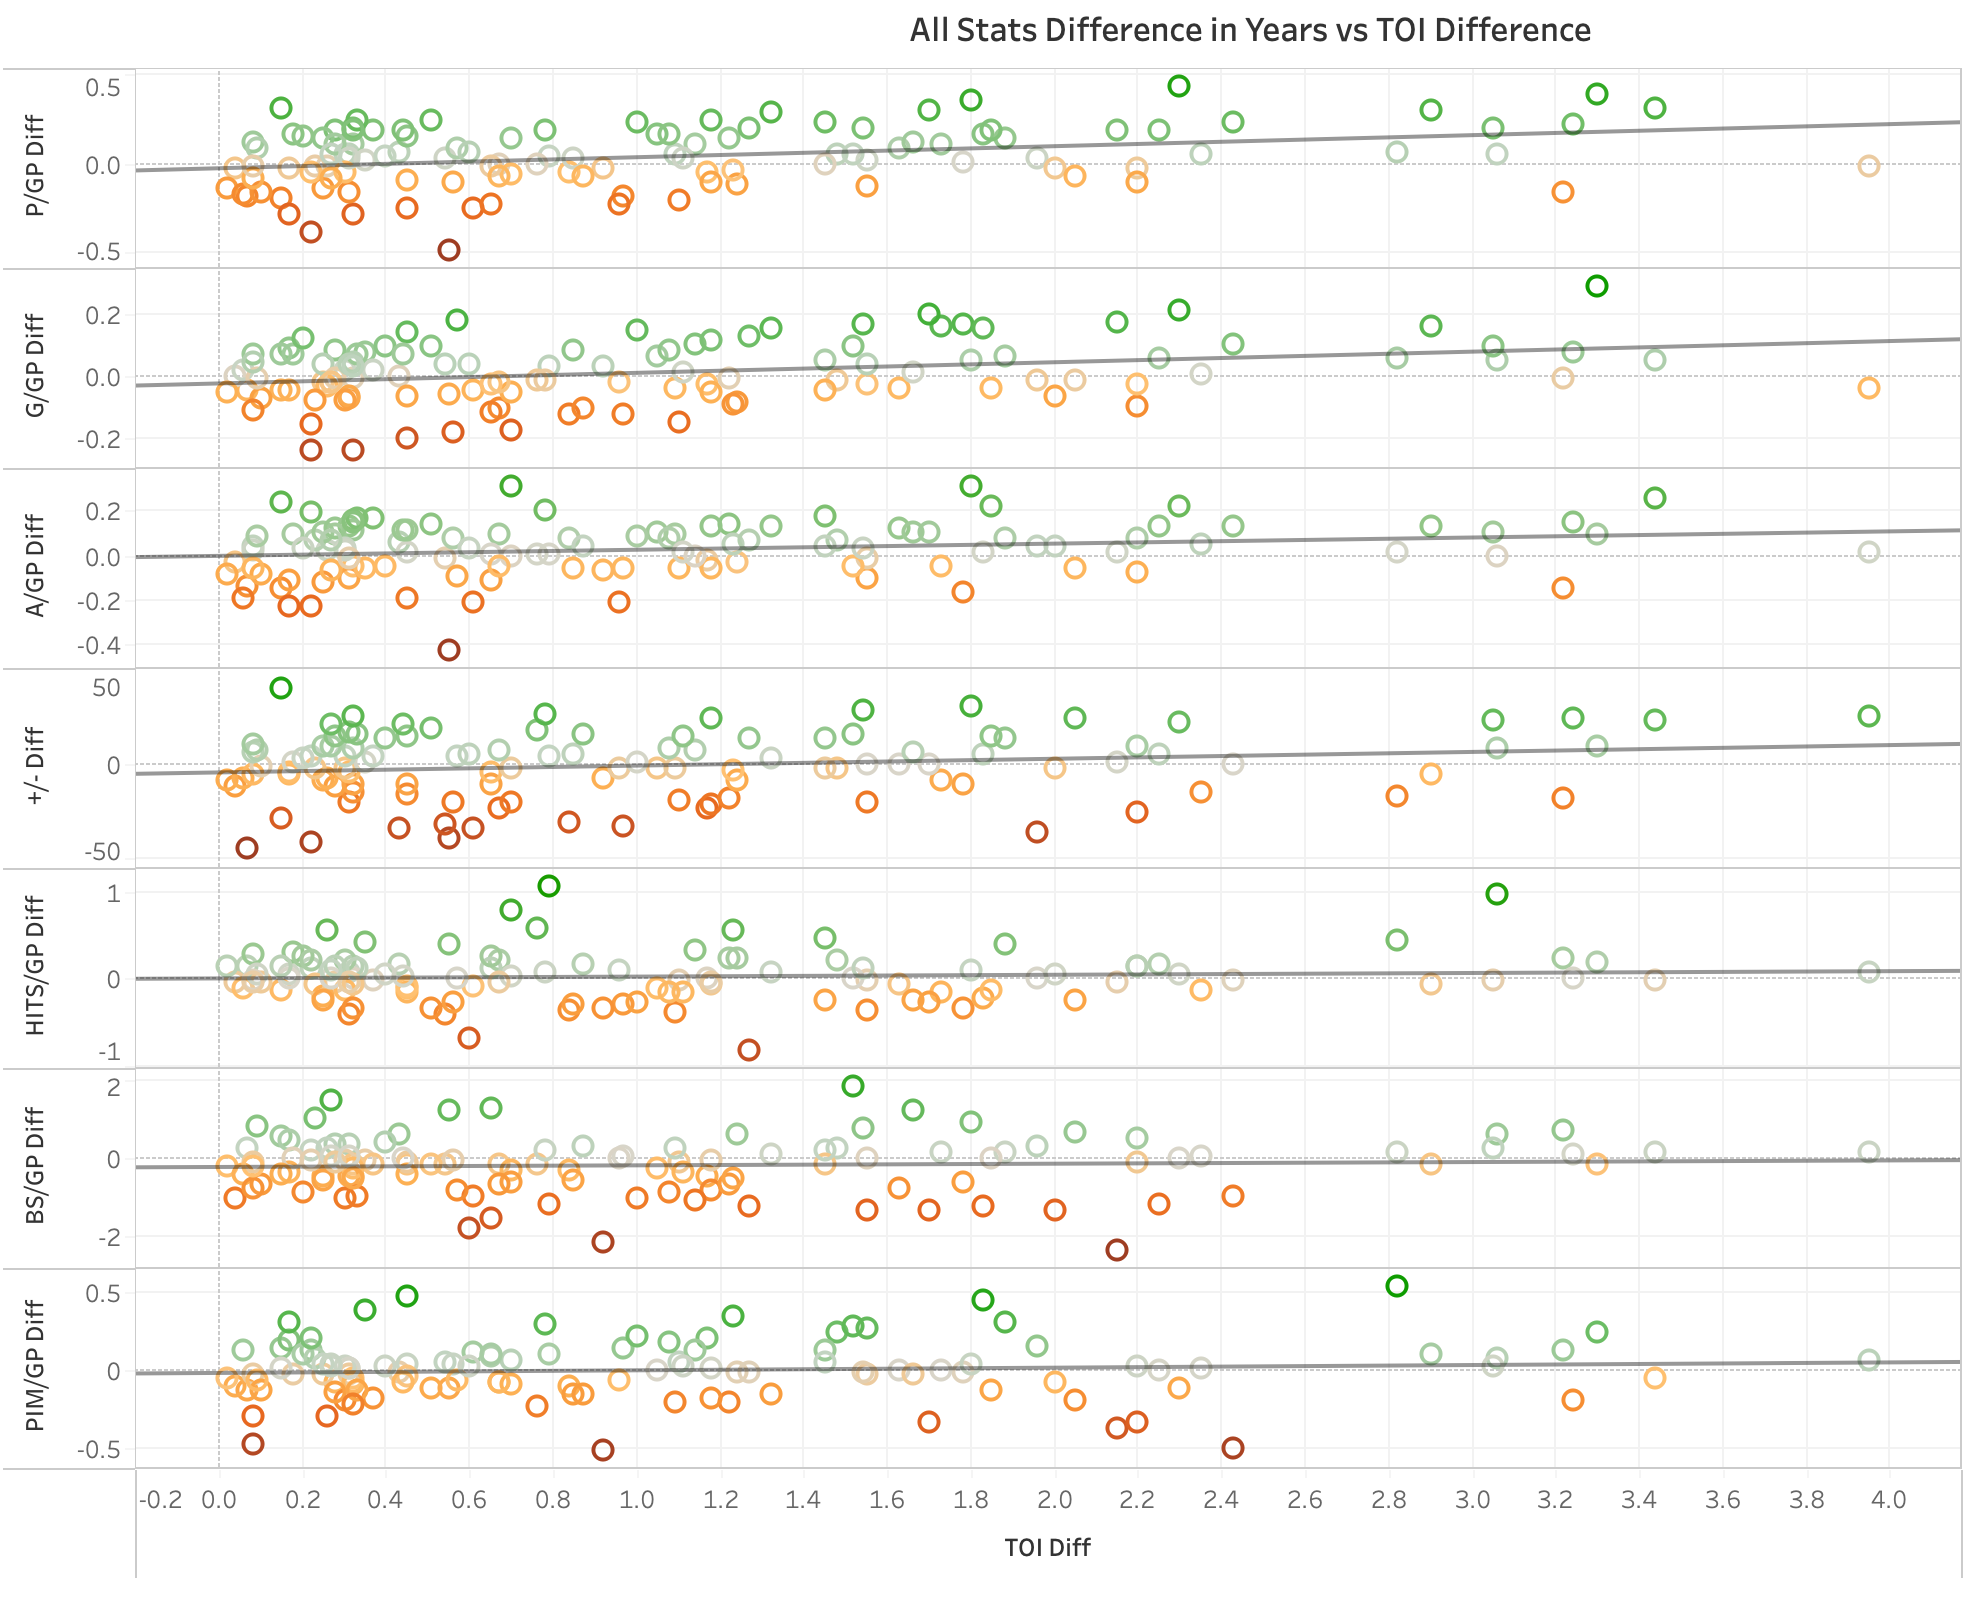 All Stats Difference in Years vs TOI Difference
P/GP Diff
0.5
0.0
-0.5
G/GP Diff
0.2
0.0
-0.2
A/GP Diff
0.2
0.0
-0.2
-0.4
+/- Diff
50
0
-50
HITS/GP Diff
1
0
-1
BS/GP Diff
2
0
-2
PIM/GP Diff
0.5
0
-0.5
-0.2 0.0 0.2 0.4 0.6 0.8 1.0 1.2 1.4 1.6 1.8 2.0 2.2 2.4 2.6 2.8 3.0 3.2 3.4 3.6 3.8 4.0
TOI Diff